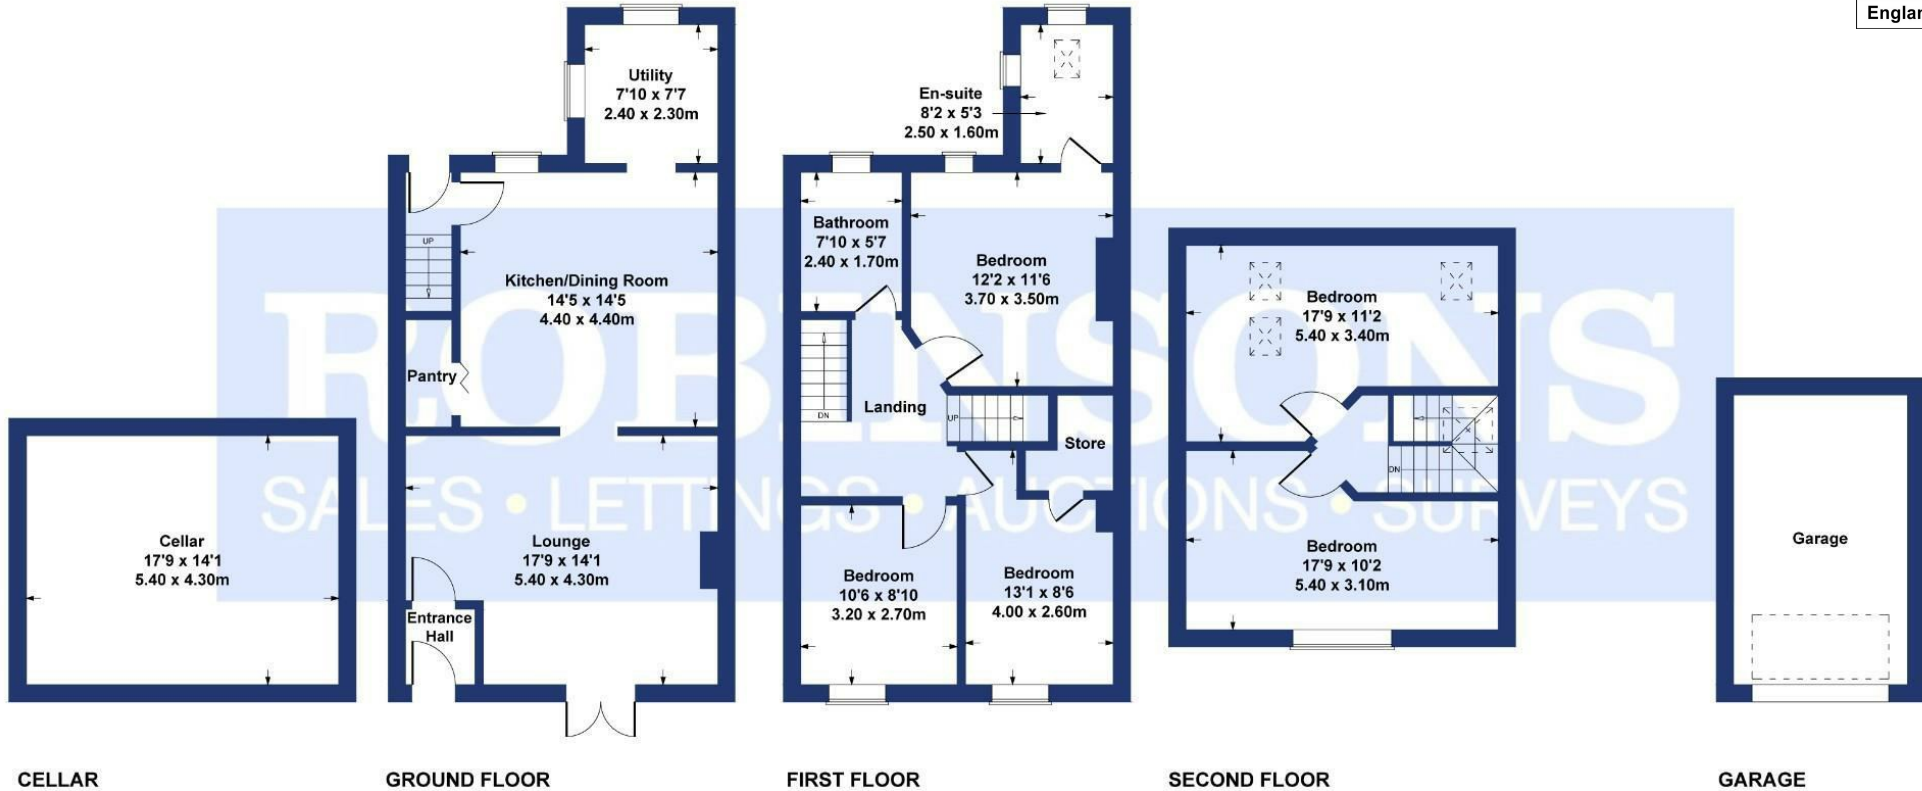 Englan
Utility
7'10 x 7'7
2.40 x 2.30m
En-suite
8'2 x 5'3
2.50 x 1.60m
UP
Kitchen/Dining Room
14'5 x 14'5
4.40 x 4.40m
Pantry
Bathroom
7'10 x 5'7
2.40 x 1.70m
Bedroom
12'2 x 11'6
3.70 x 3.50m
DN
Landing
UP
Store
Bedroom
17'9 x 11'2
5.40 x 3.40m
DN
ROBINSONS
SALES • LETTINGS • AUCTIONS • SURVEYS
Cellar
17'9 x 14'1
5.40 x 4.30m
Lounge
17'9 x 14'1
5.40 x 4.30m
Entrance
Hall
Bedroom
10'6 x 8'10
3.20 x 2.70m
Bedroom
13'1 x 8'6
4.00 x 2.60m
Bedroom
17'9 x 10'2
5.40 x 3.10m
Garage
CELLAR
GROUND FLOOR
FIRST FLOOR
SECOND FLOOR
GARAGE